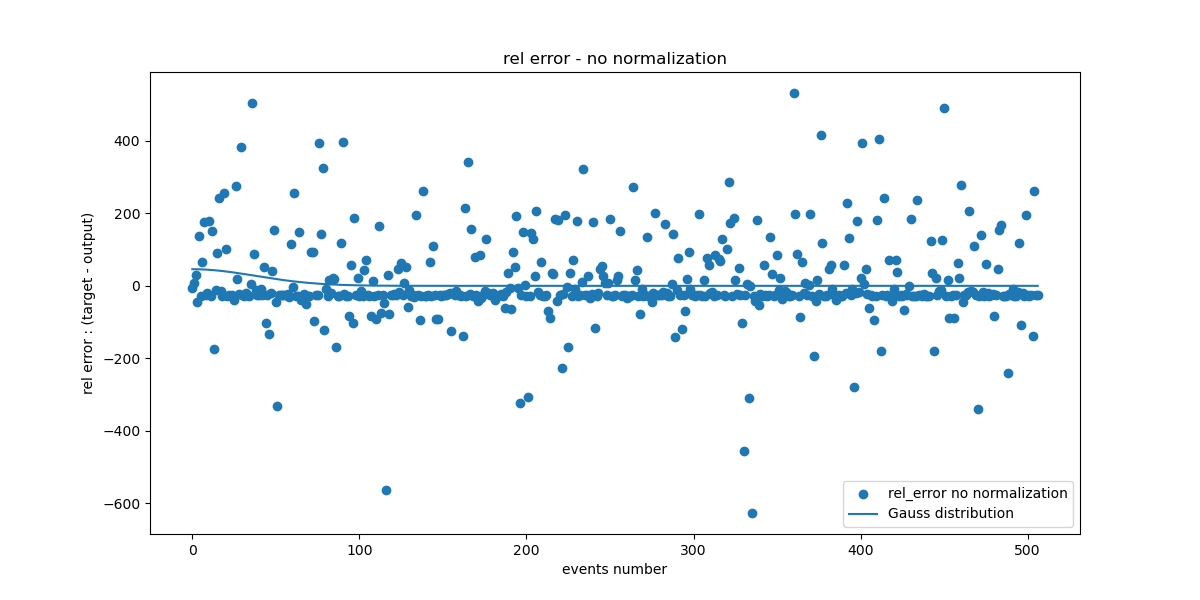 rel error - no normalization
rel error : (target - output)
400
200
0
−200
−400
−600
0
100
200
300
400
500
events number
rel_error no normalization
Gauss distribution